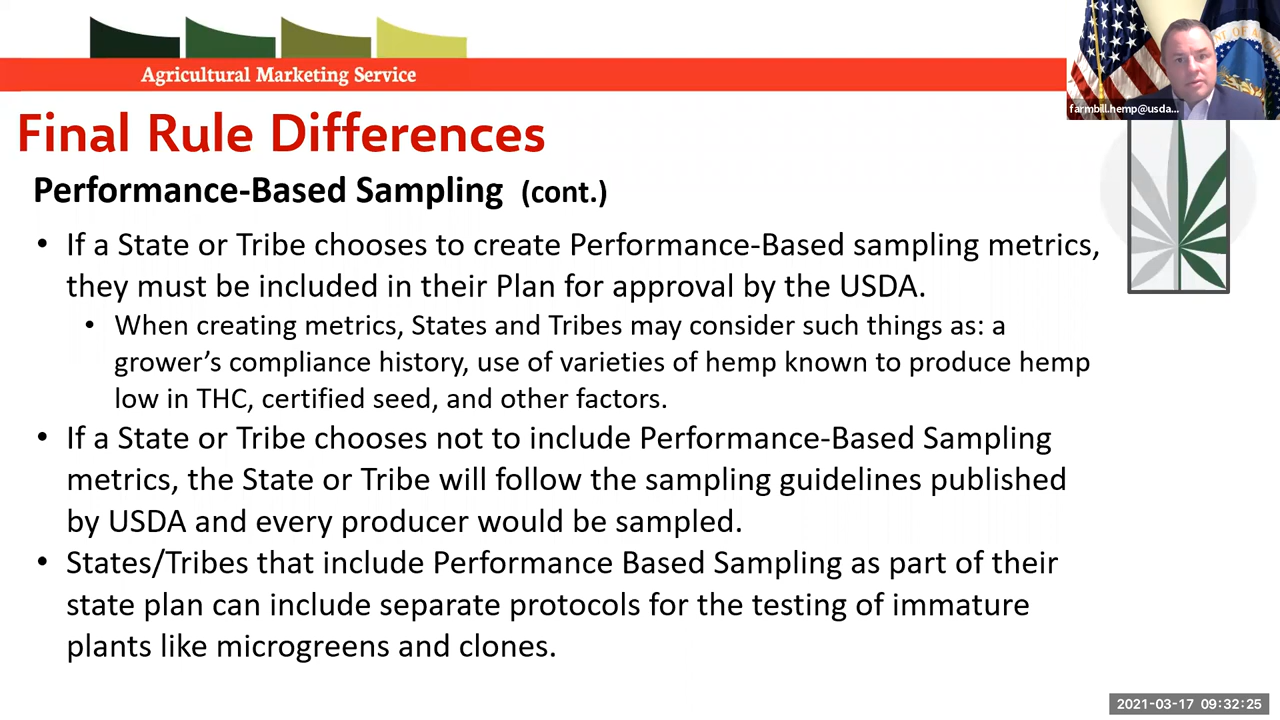 Agricultural Marketing Service
farmbill.hemp@usda...
Final Rule Differences
Performance-Based Sampling (cont.)
• If a State or Tribe chooses to create Performance-Based sampling metrics,
they must be included in their Plan for approval by the USDA.
• When creating metrics, States and Tribes may consider such things as: a
grower’s compliance history, use of varieties of hemp known to produce hemp
low in THC, certified seed, and other factors.
• If a State or Tribe chooses not to include Performance-Based Sampling
metrics, the State or Tribe will follow the sampling guidelines published
by USDA and every producer would be sampled.
• States/Tribes that include Performance Based Sampling as part of their
state plan can include separate protocols for the testing of immature
plants like microgreens and clones.
2021-03-17 09:32:25